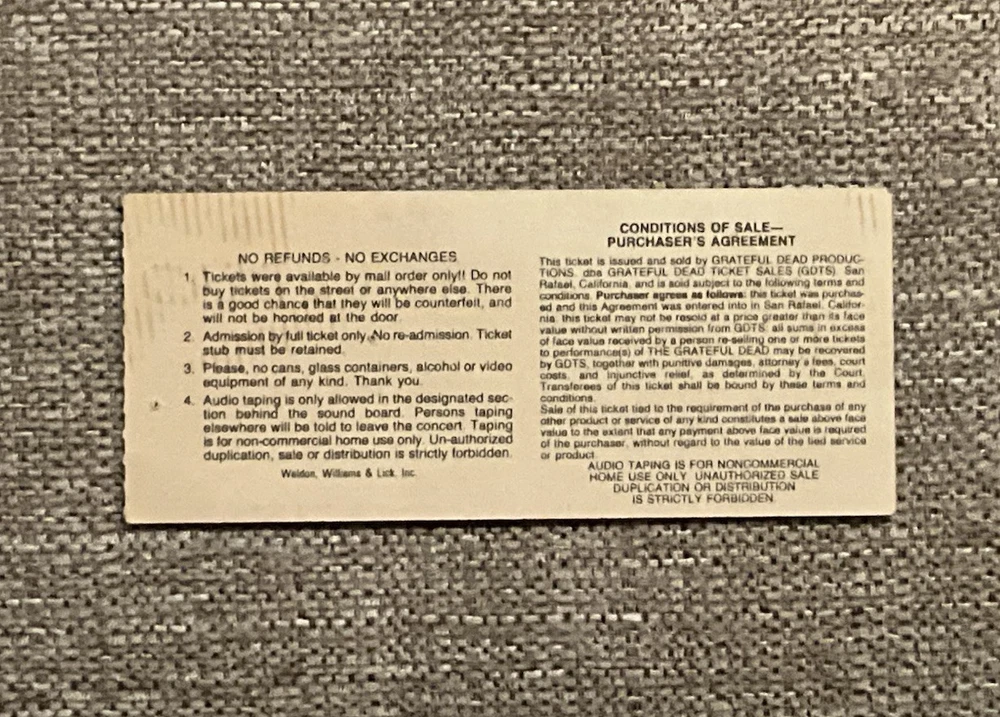 NO REFUNDS - NO EXCHANGES
1. Tickets were available by mail order only!! Do not
buy tickets on the street or anywhere else. There
is a good chance that they will be counterfeit, and
will not be honored at the door.
2. Admission by full ticket only. No re-admission. Ticket
stub must be retained.
3. Please, no cans, glass containers, alcohol or video
equipment of any kind. Thank you.
4. Audio taping is only allowed in the designated sec-
tion behind the sound board. Persons taping
elsewhere will be told to leave the concert. Taping
is for non-commercial home use only. Un-authorized
duplication, sale or distribution is strictly forbidden.
Weldon, Williams & Lick, Inc.
CONDITIONS OF SALE—
PURCHASER'S AGREEMENT
This ticket is issued and sold by GRATEFUL DEAD PRODUC-
TIONS, dba GRATEFUL DEAD TICKET SALES (GDTS), San
Rafael, California, and is sold subject to the following terms and
conditions. Purchaser agrees as follows: this ticket was purchas-
ed and this Agreement was entered into in San Rafael, Califor-
nia, this ticket may not be resold at a price greater than its face
value without written permission from GDTS: all sums in excess
of face value received by a person re-selling one or more tickets
to performance(s) of THE GRATEFUL DEAD may be recovered
by GDTS, together with punitive damages, attorney's fees, court
costs, and injunctive relief, as determined by the Court.
Transferees of this ticket shall be bound by these terms and
conditions.
Sale of this ticket tied to the requirement of the purchase of any
other product or service of any kind constitutes a sale above face
value to the extent that any payment above face value is required
of the purchaser, without regard to the value of the tied service
or product.
AUDIO TAPING IS FOR NONCOMMERCIAL
HOME USE ONLY UNAUTHORIZED SALE
DUPLICATION OR DISTRIBUTION
IS STRICTLY FORBIDDEN